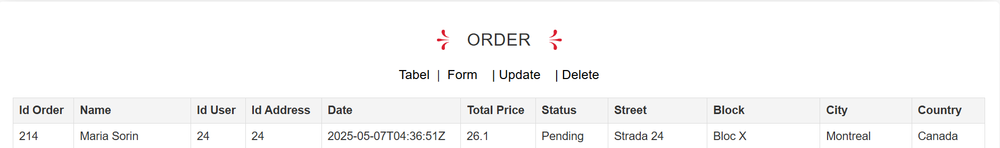 ORDER
Tabel | Form | Update | Delete
Id Order Name Id User Id Address Date Total Price Status Street Block City Country
214 Maria Sorin 24 24 2025-05-07T04:36:51Z 26.1 Pending Strada 24 Bloc X Montreal Canada